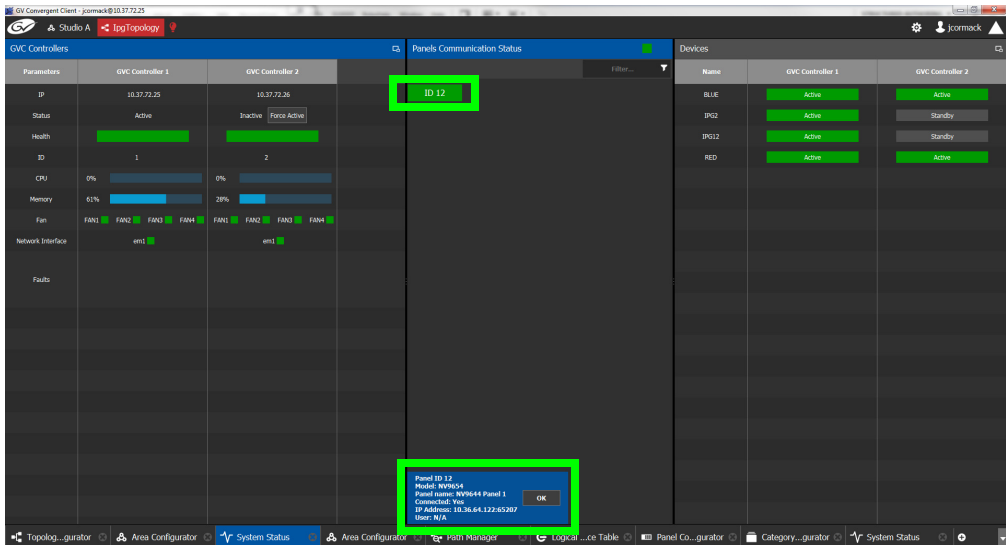 GV Convergent Client - jcormack@10.37.72.25
GV Studio A IpgTopology jcormack
GVC Controllers
Parameters GVC Controller 1 GVC Controller 2
IP 10.37.72.25 10.37.72.26
Status Active Inactive Force Active
Health
ID 1 2
CPU 0% 0%
Memory 61% 28%
Fan FAN1 FAN2 FAN3 FAN4 FAN1 FAN2 FAN3 FAN4
Network Interface em1 em1
Faults
Panels Communication Status
Filter...
ID 12
Panel ID 12
Model: NV9654
Panel name: NV9644 Panel 1
Connected: Yes
IP Address: 10.36.64.122:65207
User: N/A
OK
Devices
Name GVC Controller 1 GVC Controller 2
BLUE Active Active
IPG2 Active Standby
IPG12 Active Standby
RED Active Active
Topolog...gurator Area Configurator System Status Area Configurator Path Manager Logical ...ce Table Panel Co...gurator Category...gurator System Status